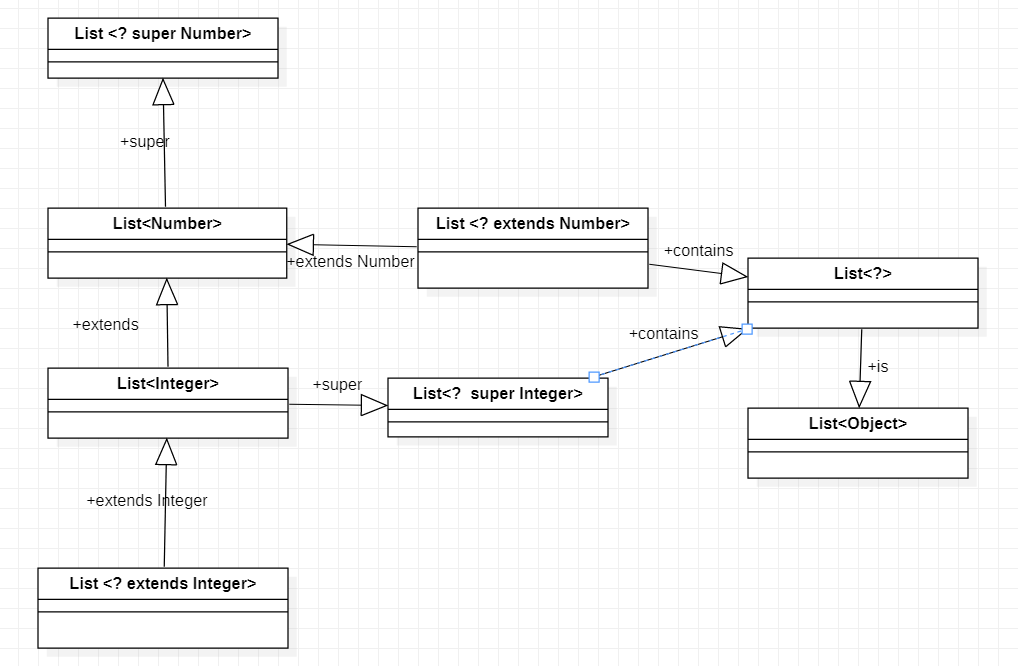 List <? super Number>
+super
List<Number>
List <? extends Number>
+contains
+extends Number
List<?>
+extends
+contains
+is
List<Integer>
+super
List<?  super Integer>
List<Object>
+extends Integer
List <? extends Integer>